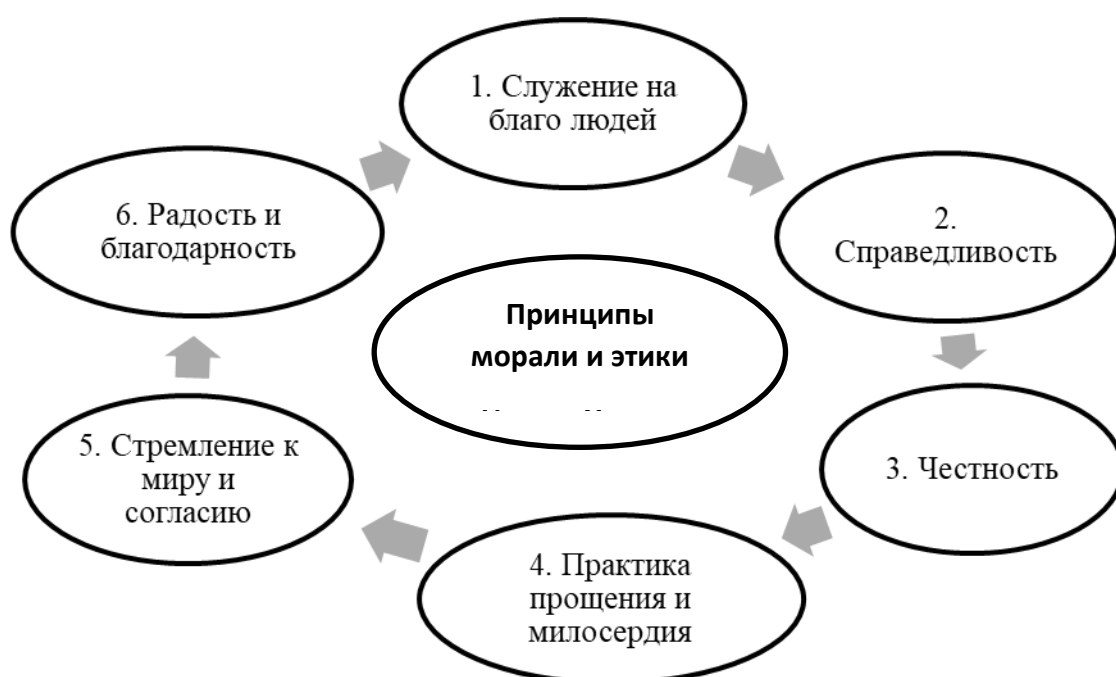 1. Служение на
благо людей
2.
Справедливость
3. Честность
4. Практика
прощения и
милосердия
5. Стремление к
миру и
согласию
6. Радость и
благодарность
Принципы
морали и этики